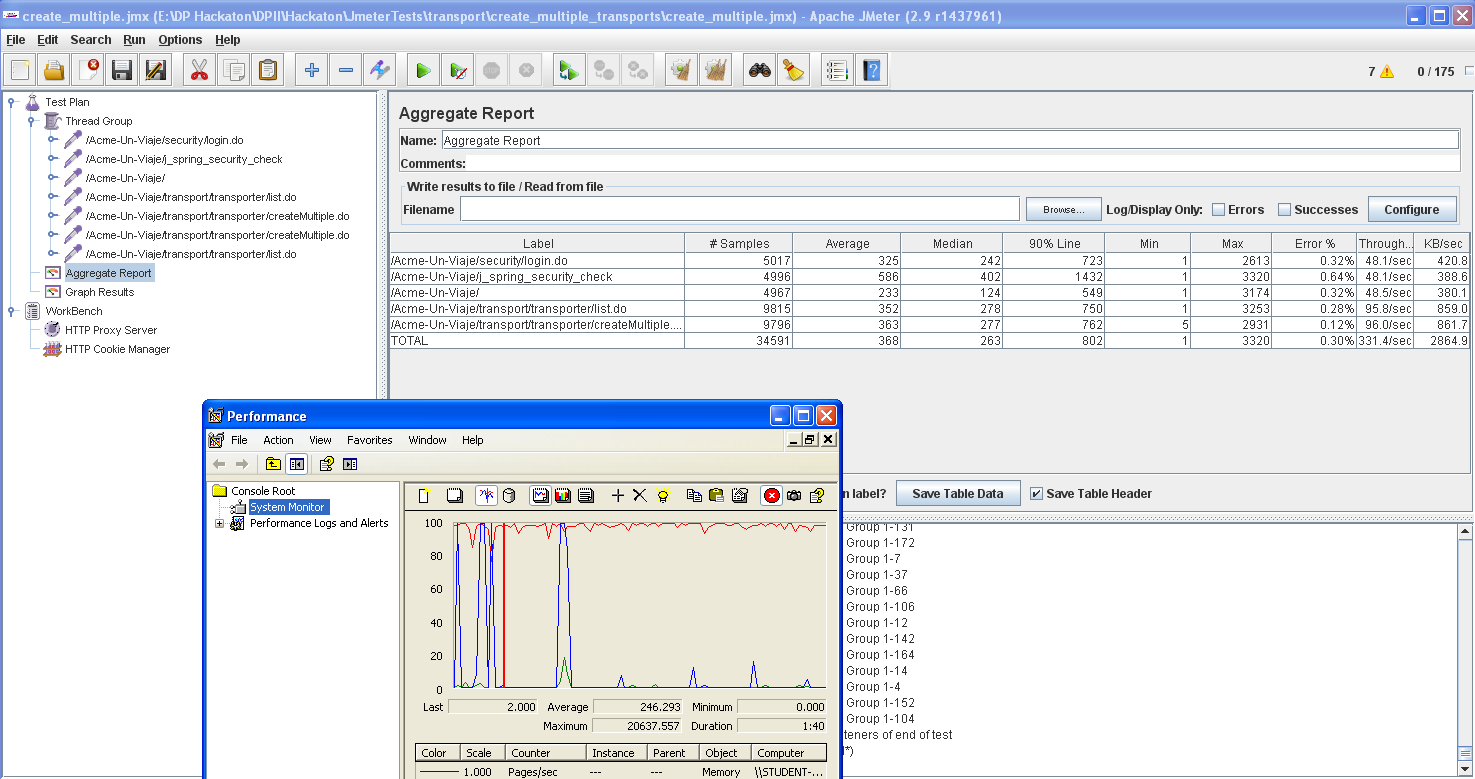 create_multiple.jmx (E:\DP Hackaton\DPII\Hackaton\JmeterTests\transport\create_multiple_transports\create_multiple.jmx) - Apache JMeter (2.9 r1437961)
File Edit Search Run Options Help
7 0 / 175
Test Plan
Thread Group
/Acme-Un-Viaje/security/login.do
/Acme-Un-Viaje/j_spring_security_check
/Acme-Un-Viaje/
/Acme-Un-Viaje/transport/transporter/list.do
/Acme-Un-Viaje/transport/transporter/createMultiple.do
/Acme-Un-Viaje/transport/transporter/createMultiple.do
/Acme-Un-Viaje/transport/transporter/list.do
Aggregate Report
Graph Results
WorkBench
HTTP Proxy Server
HTTP Cookie Manager
Aggregate Report
Name: Aggregate Report
Comments:
Write results to file / Read from file
Filename Browse... Log/Display Only: Errors Successes Configure
Label # Samples Average Median 90% Line Min Max Error % Through... KB/sec
/Acme-Un-Viaje/security/login.do 5017 325 242 723 1 2613 0.32% 48.1/sec 420.8
/Acme-Un-Viaje/j_spring_security_check 4996 586 402 1432 1 3320 0.64% 48.1/sec 388.6
/Acme-Un-Viaje/ 4967 233 124 549 1 3174 0.32% 48.5/sec 380.1
/Acme-Un-Viaje/transport/transporter/list.do 9815 352 278 750 1 3253 0.28% 95.8/sec 859.0
/Acme-Un-Viaje/transport/transporter/createMultiple.... 9796 363 277 762 5 2931 0.12% 96.0/sec 861.7
TOTAL 34591 368 263 802 1 3320 0.30% 331.4/sec 2864.9
n label? Save Table Data Save Table Header
Group 1-131
Group 1-172
Group 1-7
Group 1-37
Group 1-66
Group 1-106
Group 1-12
Group 1-142
Group 1-164
Group 1-14
Group 1-4
Group 1-152
Group 1-104
teners of end of test
*)
Performance
File Action View Favorites Window Help
Console Root
System Monitor
Performance Logs and Alerts
100
80
60
40
20
0
Last 2.000 Average 246.293 Minimum 0.000
Maximum 20637.557 Duration 1:40
Color Scale Counter Instance Parent Object Computer
1.000 Pages/sec --- --- Memory \\STUDENT-...